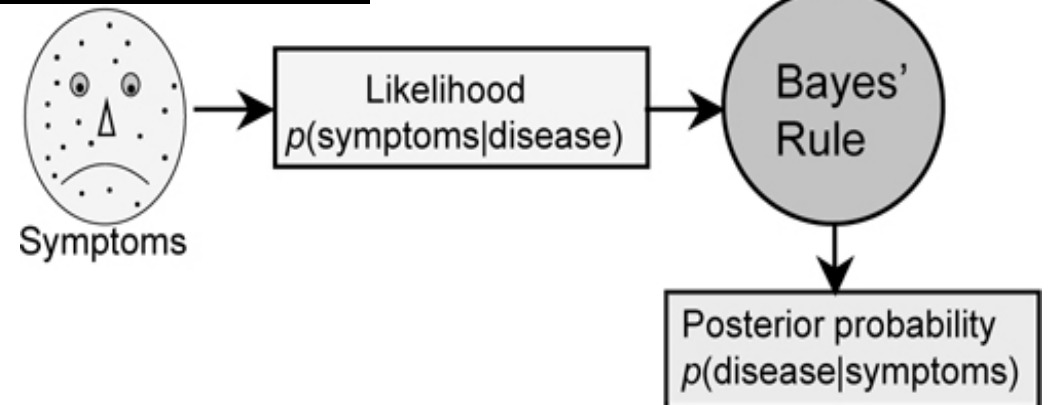 Symptoms
Likelihood
p(symptoms|disease)
Bayes’
Rule
Posterior probability
p(disease|symptoms)